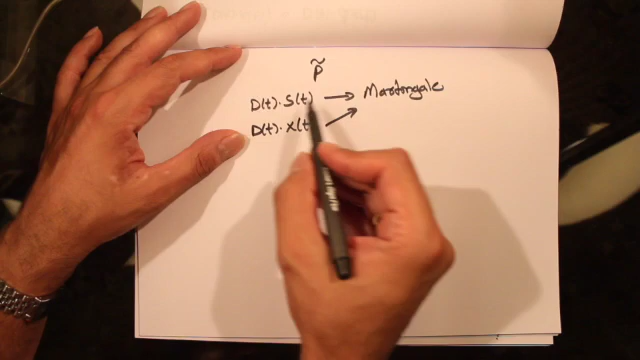 P̃
D(t)·S(t) → Martingale
D(t)·X(t